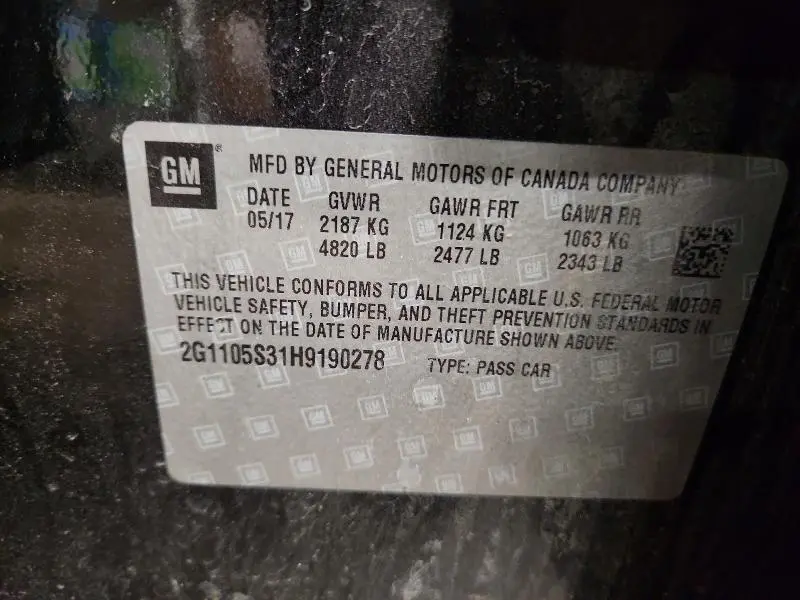 GM®
MFD BY GENERAL MOTORS OF CANADA COMPANY
DATE GVWR GAWR FRT GAWR RR
05/17 2187 KG 1124 KG 1063 KG
4820 LB 2477 LB 2343 LB
THIS VEHICLE CONFORMS TO ALL APPLICABLE U.S. FEDERAL MOTOR
VEHICLE SAFETY, BUMPER, AND THEFT PREVENTION STANDARDS IN
EFFECT ON THE DATE OF MANUFACTURE SHOWN ABOVE.
2G1105S31H9190278 TYPE: PASS CAR